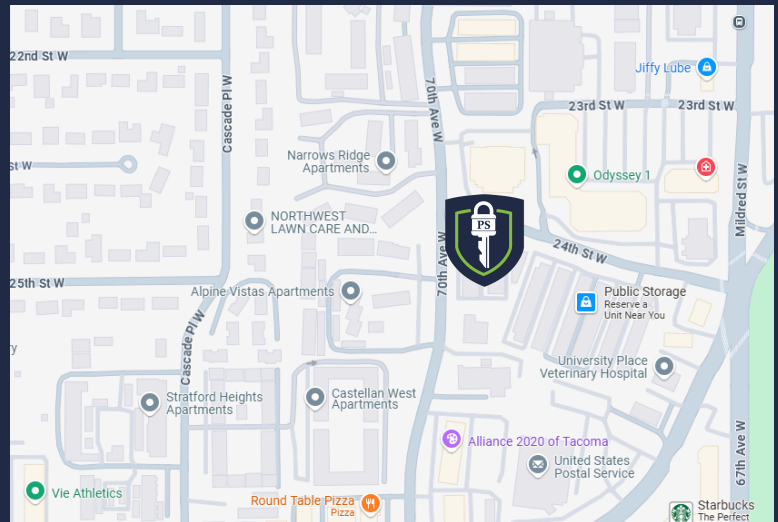 22nd St W
Cascade Pl W
70th Ave W
Jiffy Lube
23rd St W
23rd St W
st W
Narrows Ridge
Apartments
Odyssey 1
Mildred St W
NORTHWEST
LAWN CARE AND...
PS
70th Ave W
24th St W
25th St W
Alpine Vistas Apartments
Public Storage
Reserve a
Unit Near You
ry
Cascade Pl W
University Place
Veterinary Hospital
Stratford Heights
Apartments
Castellan West
Apartments
67th Ave W
Alliance 2020 of Tacoma
United States
Postal Service
Vie Athletics
Round Table Pizza
Pizza
Starbucks
The Perfect